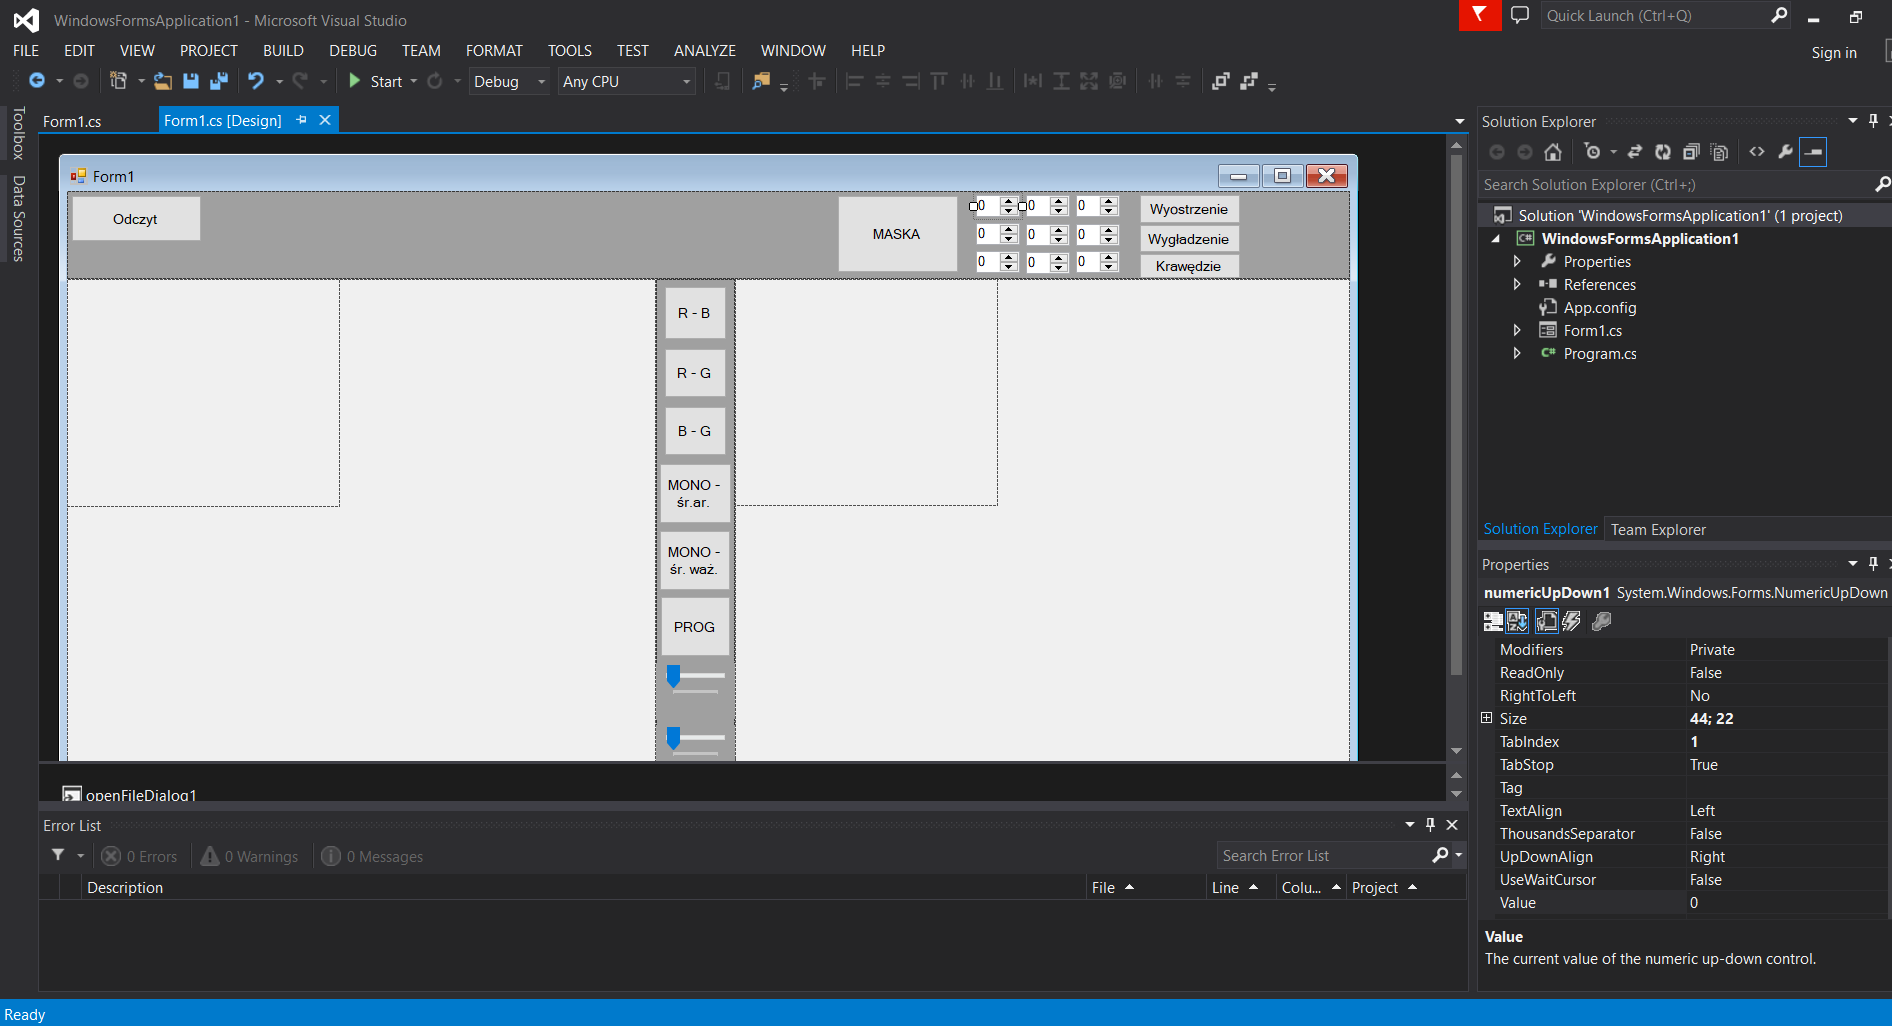 WindowsFormsApplication1 - Microsoft Visual Studio
Quick Launch (Ctrl+Q)
FILE EDIT VIEW PROJECT BUILD DEBUG TEAM FORMAT TOOLS TEST ANALYZE WINDOW HELP
Sign in
Start Debug Any CPU
Toolbox
Data Sources
Form1.cs
Form1.cs [Design]
Form1
Odczyt
MASKA
0 0 0
0 0 0
0 0 0
Wyostrzenie
Wygładzenie
Krawędzie
R - B
R - G
B - G
MONO -
śr.ar.
MONO -
śr. waż.
PROG
openFileDialog1
Error List
0 Errors
0 Warnings
0 Messages
Search Error List
Description File Line Colu... Project
Solution Explorer
Search Solution Explorer (Ctrl+;)
Solution 'WindowsFormsApplication1' (1 project)
C# WindowsFormsApplication1
Properties
References
App.config
Form1.cs
C# Program.cs
Solution Explorer Team Explorer
Properties
numericUpDown1 System.Windows.Forms.NumericUpDown
Modifiers Private
ReadOnly False
RightToLeft No
Size 44; 22
TabIndex 1
TabStop True
Tag
TextAlign Left
ThousandsSeparator False
UpDownAlign Right
UseWaitCursor False
Value 0
Value
The current value of the numeric up-down control.
Ready